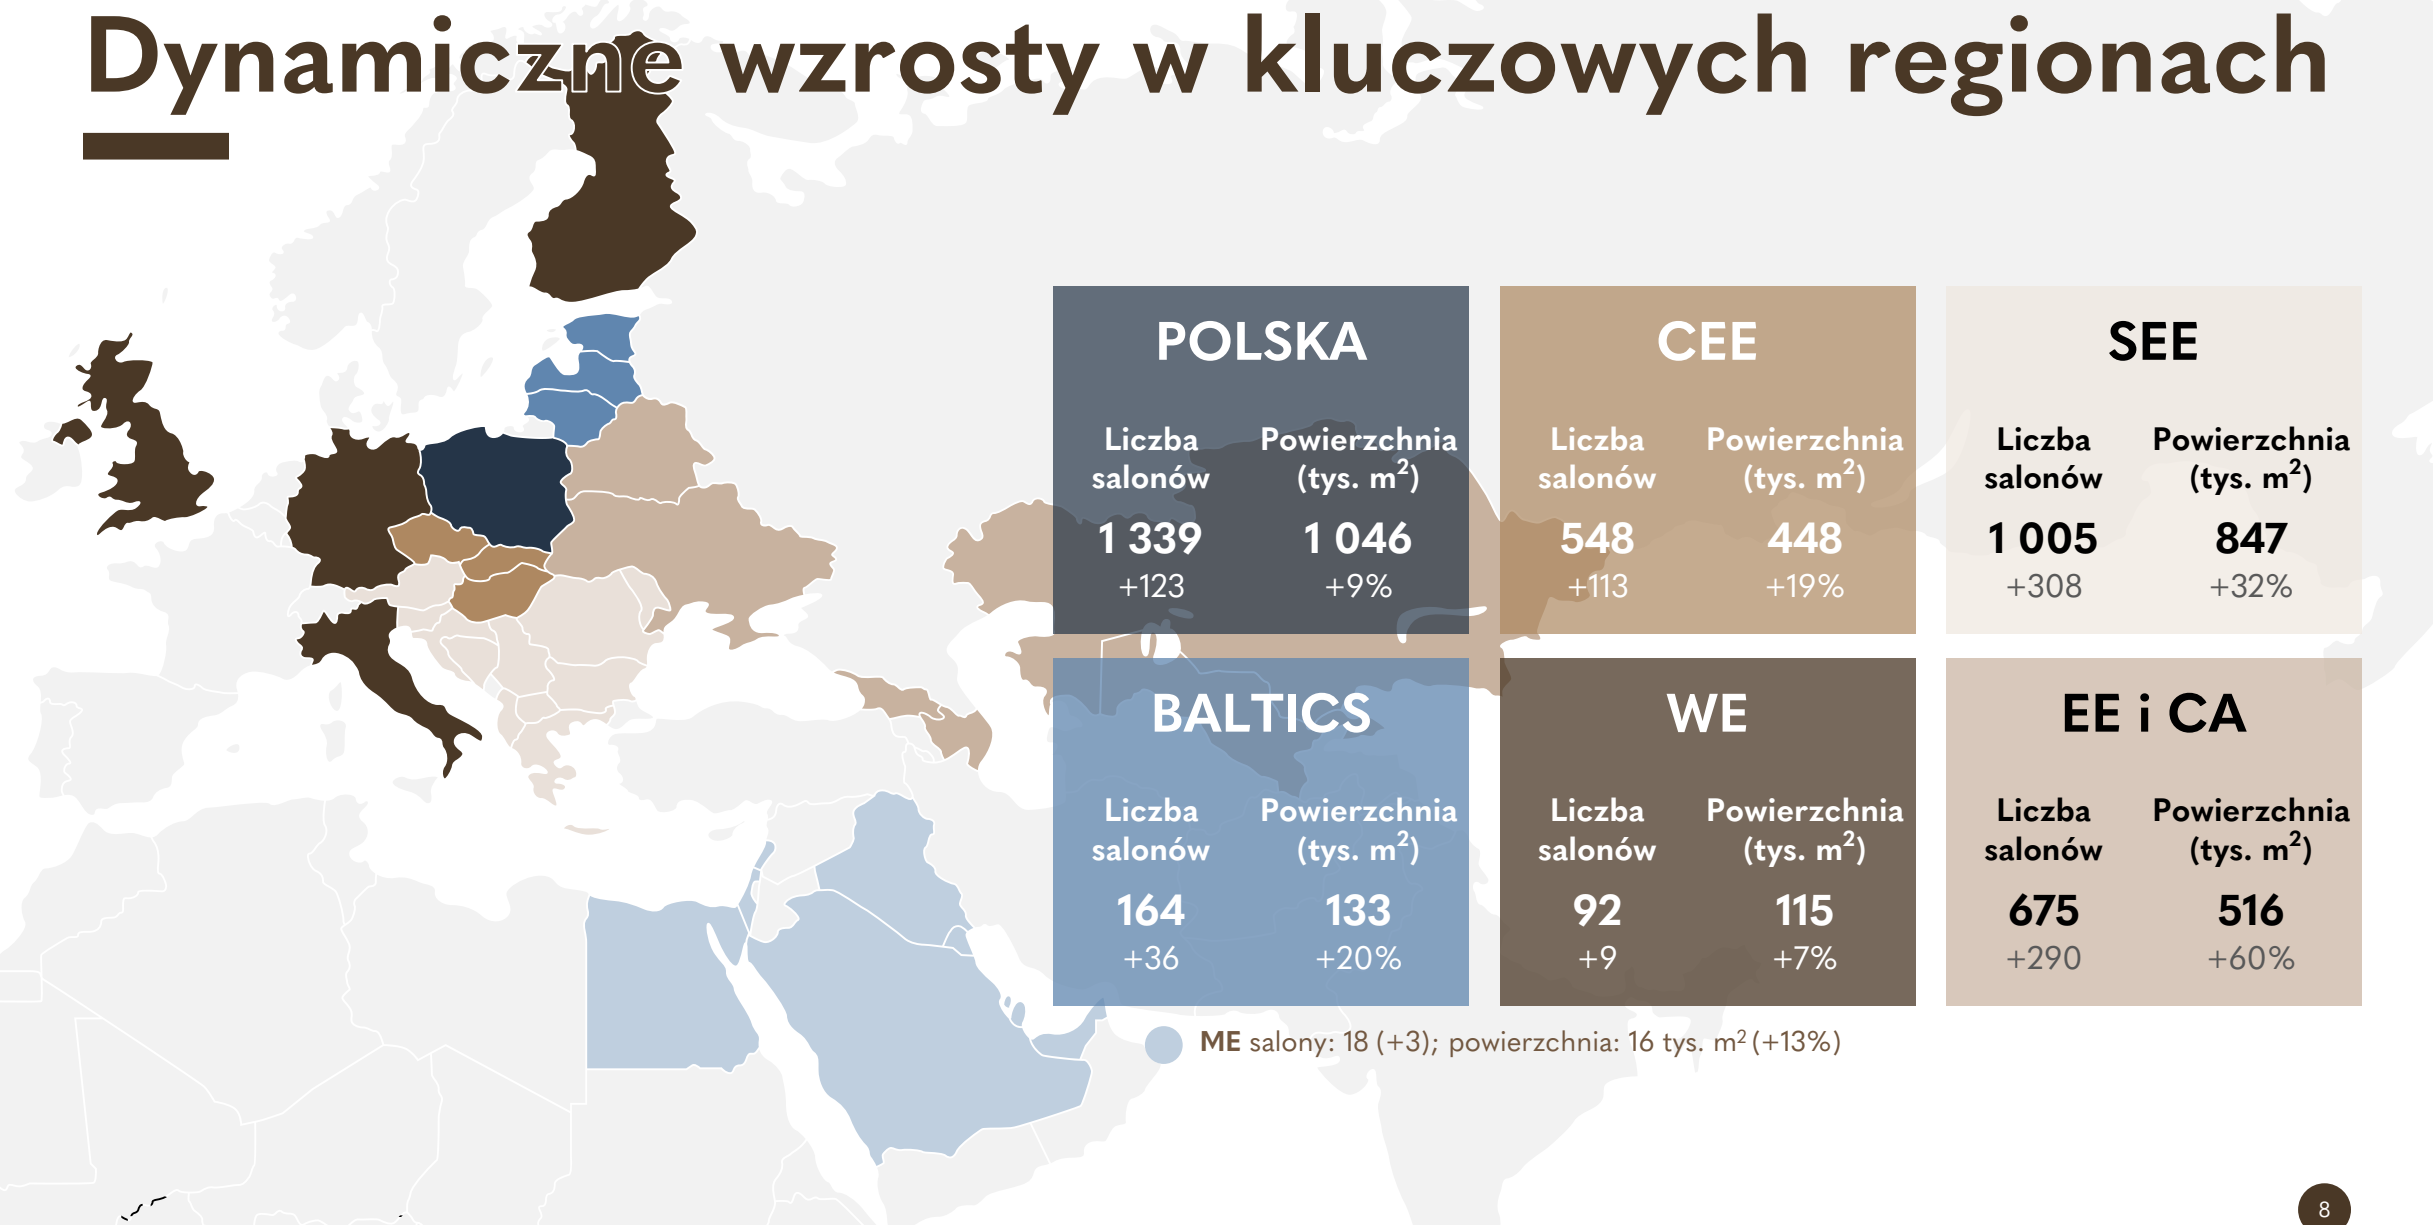 Dynamiczne wzrosty w kluczowych regionach
POLSKA
Liczba salonów
Powierzchnia (tys. m²)
1 339
1 046
+123
+9%
CEE
Liczba salonów
Powierzchnia (tys. m²)
548
448
+113
+19%
SEE
Liczba salonów
Powierzchnia (tys. m²)
1 005
847
+308
+32%
BALTICS
Liczba salonów
Powierzchnia (tys. m²)
164
133
+36
+20%
WE
Liczba salonów
Powierzchnia (tys. m²)
92
115
+9
+7%
EE i CA
Liczba salonów
Powierzchnia (tys. m²)
675
516
+290
+60%
ME salony: 18 (+3); powierzchnia: 16 tys. m² (+13%)
8